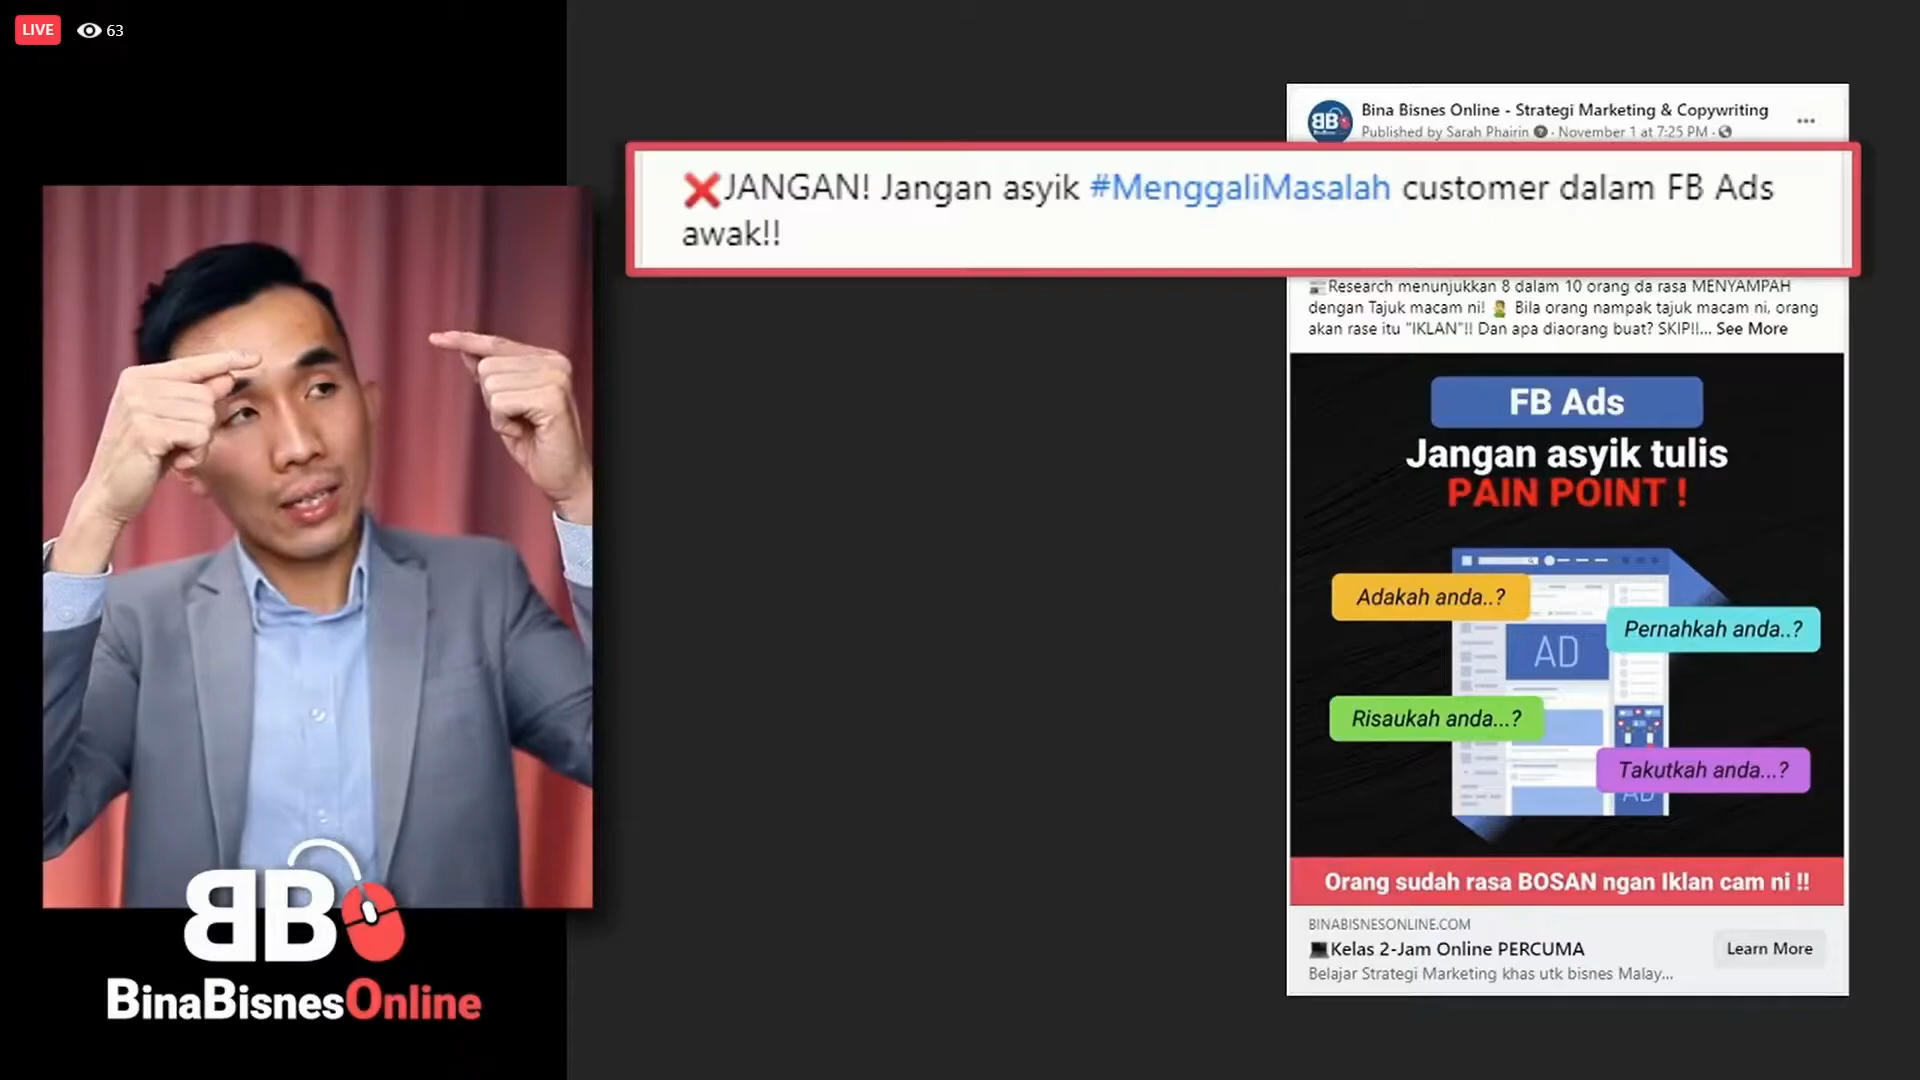 LIVE 63
Bina Bisnes Online - Strategi Marketing & Copywriting
Published by Sarah Phairin · November 1 at 7:25 PM ·
❌JANGAN! Jangan asyik #MenggaliMasalah customer dalam FB Ads
awak!!
Research menunjukkan 8 dalam 10 orang da rasa MENYAMPAH
dengan Tajuk macam ni! 🤦‍♂️ Bila orang nampak tajuk macam ni, orang
akan rase itu "IKLAN"!! Dan apa diaorang buat? SKIP!!... See More
FB Ads
Jangan asyik tulis
PAIN POINT !
Adakah anda..?
Pernahkah anda..?
AD
Risaukah anda...?
Takutkah anda...?
AD
Orang sudah rasa BOSAN ngan Iklan cam ni !!
BINABISNESONLINE.COM
💻Kelas 2-Jam Online PERCUMA
Learn More
Belajar Strategi Marketing khas utk bisnes Malay...
BB
BinaBisnesOnline